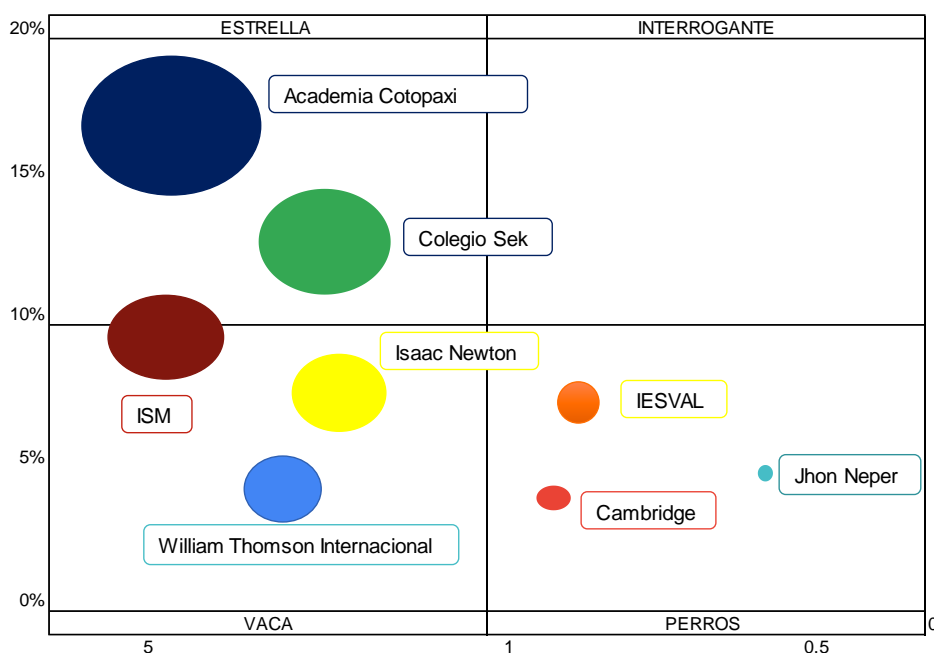 20%
ESTRELLA
INTERROGANTE
Academia Cotopaxi
15%
Colegio Sek
10%
Isaac Newton
ISM
IESVAL
5%
Jhon Neper
Cambridge
William Thomson Internacional
0%
VACA
PERROS
0
5
1
0.5